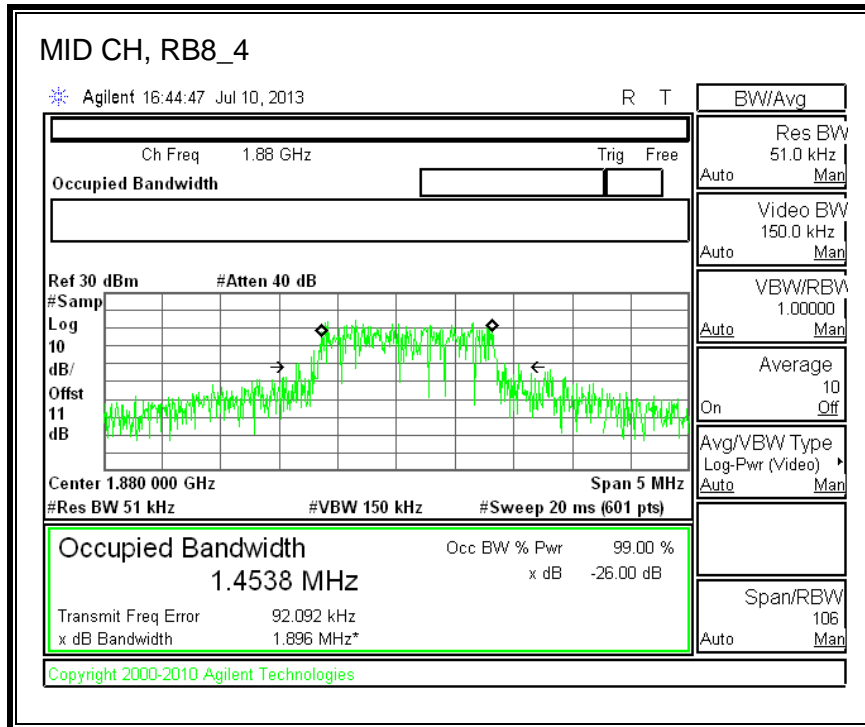 MID CH, RB8_4
Agilent 16:44:47 Jul 10, 2013 R T
Ch Freq 1.88 GHz Trig Free
Occupied Bandwidth
Ref 30 dBm #Atten 40 dB
#Samp
Log
10
dB/
Offst
11
dB
Center 1.880 000 GHz Span 5 MHz
#Res BW 51 kHz #VBW 150 kHz #Sweep 20 ms (601 pts)
Occupied Bandwidth Occ BW % Pwr 99.00 %
1.4538 MHz x dB -26.00 dB
Transmit Freq Error 92.092 kHz
x dB Bandwidth 1.896 MHz*
Copyright 2000-2010 Agilent Technologies
BW/Avg
Res BW
51.0 kHz
Auto Man
Video BW
150.0 kHz
Auto Man
VBW/RBW
1.00000
Auto Man
Average
10
On Off
Avg/VBW Type
Log-Pwr (Video)
Auto Man
Span/RBW
106
Auto Man